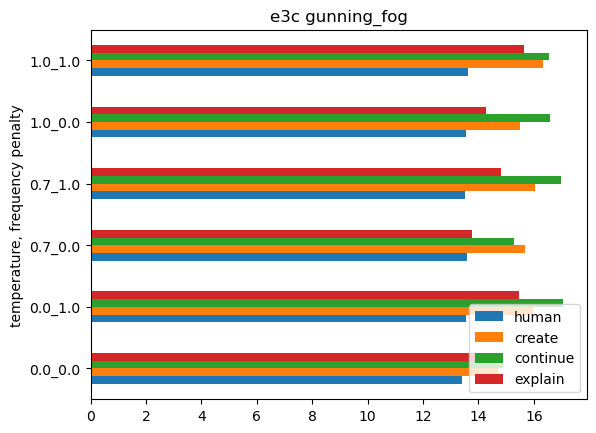 e3c gunning_fog
temperature, frequency penalty
1.0_1.0
1.0_0.0
0.7_1.0
0.7_0.0
0.0_1.0
0.0_0.0
human
create
continue
explain
0 2 4 6 8 10 12 14 16